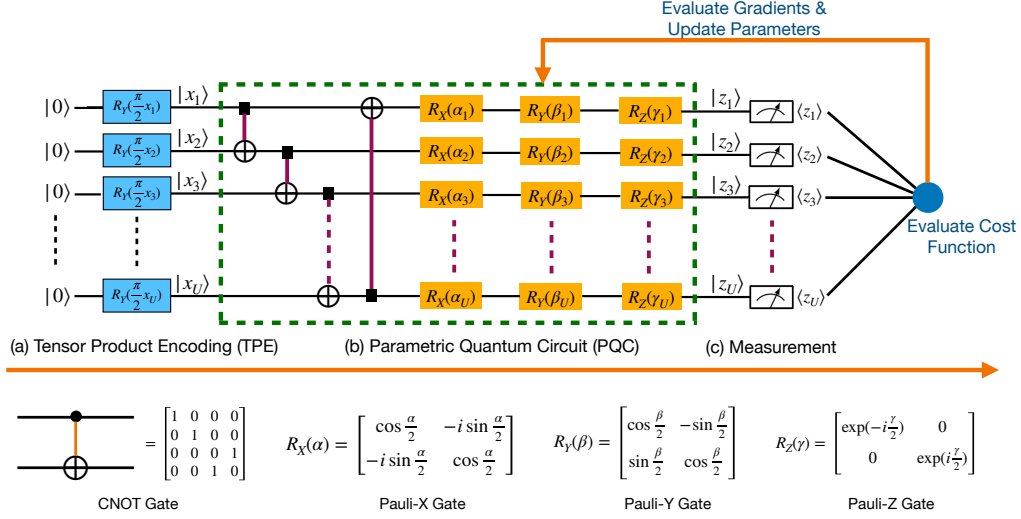 Evaluate Gradients &
Update Parameters
|0⟩ R_Y(π/2 x_1) |x_1⟩ R_X(α_1) R_Y(β_1) R_Z(γ_1) |z_1⟩ ⟨z_1⟩
|0⟩ R_Y(π/2 x_2) |x_2⟩ R_X(α_2) R_Y(β_2) R_Z(γ_2) |z_2⟩ ⟨z_2⟩
|0⟩ R_Y(π/2 x_3) |x_3⟩ R_X(α_3) R_Y(β_3) R_Z(γ_3) |z_3⟩ ⟨z_3⟩
Evaluate Cost
Function
|0⟩ R_Y(π/2 x_U) |x_U⟩ R_X(α_U) R_Y(β_U) R_Z(γ_U) |z_U⟩ ⟨z_U⟩
(a) Tensor Product Encoding (TPE) (b) Parametric Quantum Circuit (PQC) (c) Measurement
= [1 0 0 0
0 1 0 0
0 0 0 1
0 0 1 0]
CNOT Gate
R_X(α) = [cos α/2 -i sin α/2
-i sin α/2 cos α/2]
Pauli-X Gate
R_Y(β) = [cos β/2 -sin β/2
sin β/2 cos β/2]
Pauli-Y Gate
R_Z(γ) = [exp(-i γ/2) 0
0 exp(i γ/2)]
Pauli-Z Gate